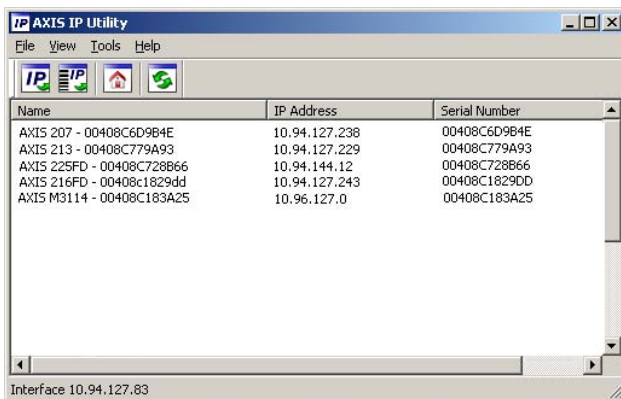 IP AXIS IP Utility
File View Tools Help
IP IP
Name IP Address Serial Number
AXIS 207 - 00408C6D9B4E 10.94.127.238 00408C6D9B4E
AXIS 213 - 00408C779A93 10.94.127.229 00408C779A93
AXIS 225FD - 00408C728B66 10.94.144.12 00408C728B66
AXIS 216FD - 00408c1829dd 10.94.127.243 00408C1829DD
AXIS M3114 - 00408C183A25 10.96.127.0 00408C183A25
Interface 10.94.127.83